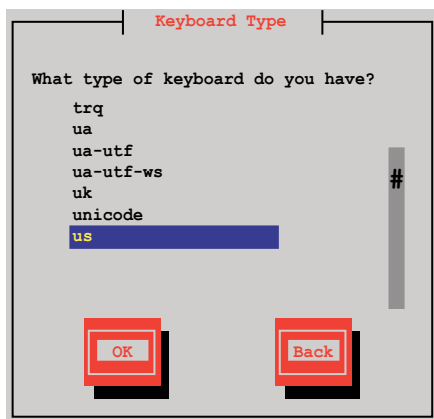 Keyboard Type
What type of keyboard do you have?
trq
ua
ua-utf
ua-utf-ws
uk
unicode
us
#
OK Back